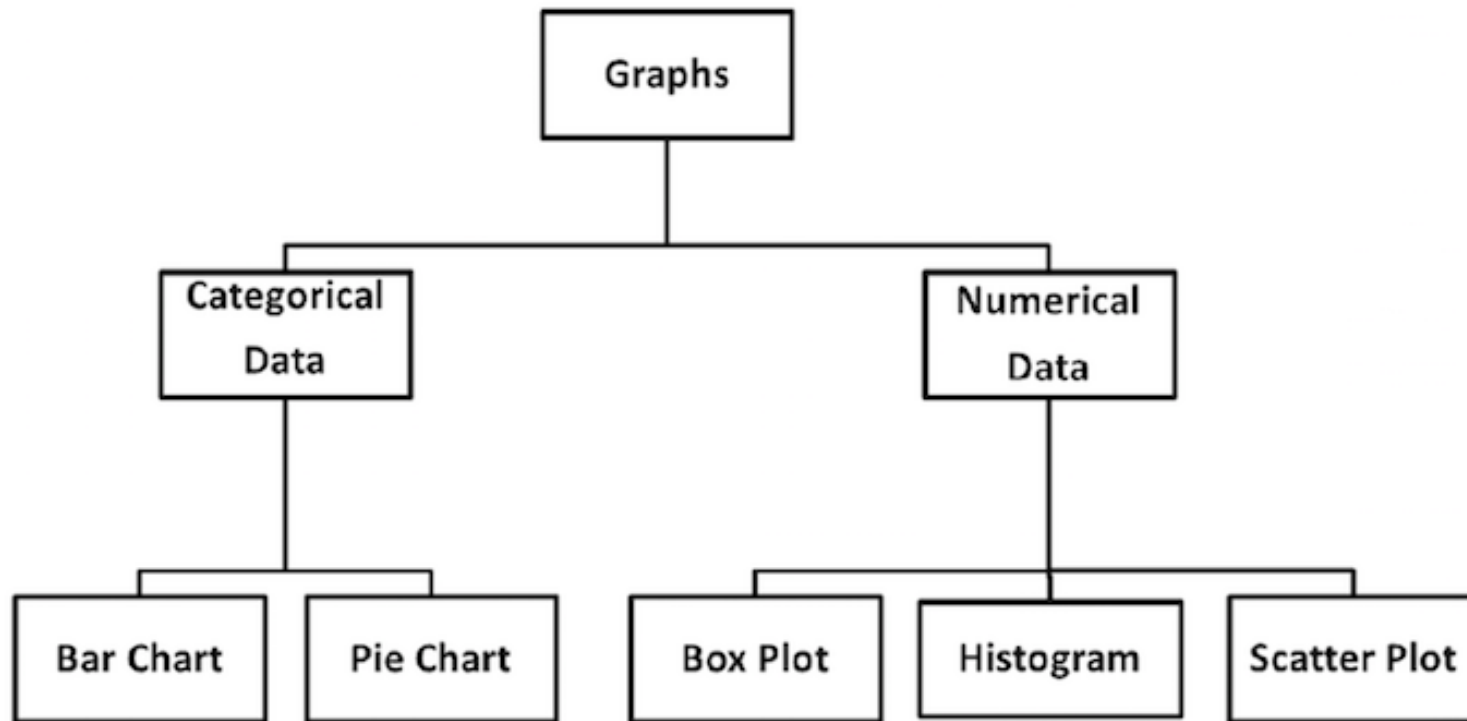 Graphs
Categorical
Data
Numerical
Data
Bar Chart
Pie Chart
Box Plot
Histogram
Scatter Plot